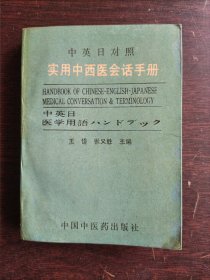 中英日对照
实用中西医会话手册
HANDBOOK OF CHINESE-ENGLISH-JAPANESE
MEDICAL CONVERSATION & TERMINOLOGY
中英日
医学用語ハンドブック
张又胜 主编
中国中医药出版社